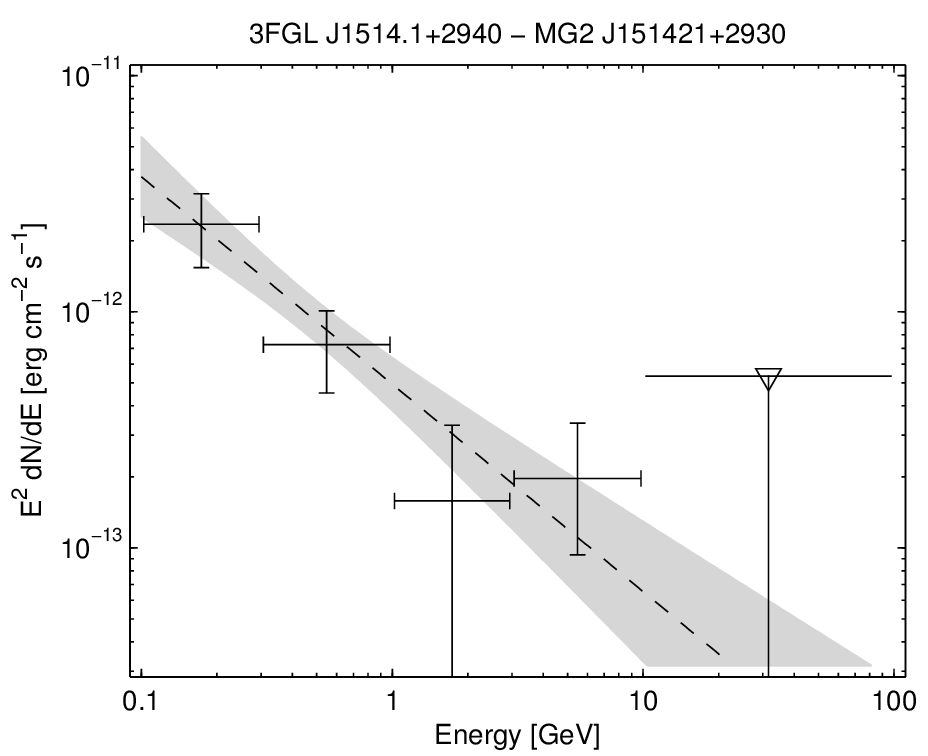 3FGL J1514.1+2940 − MG2 J151421+2930
10⁻¹¹
10⁻¹²
10⁻¹³
E² dN/dE [erg cm⁻² s⁻¹]
0.1 1 10 100
Energy [GeV]